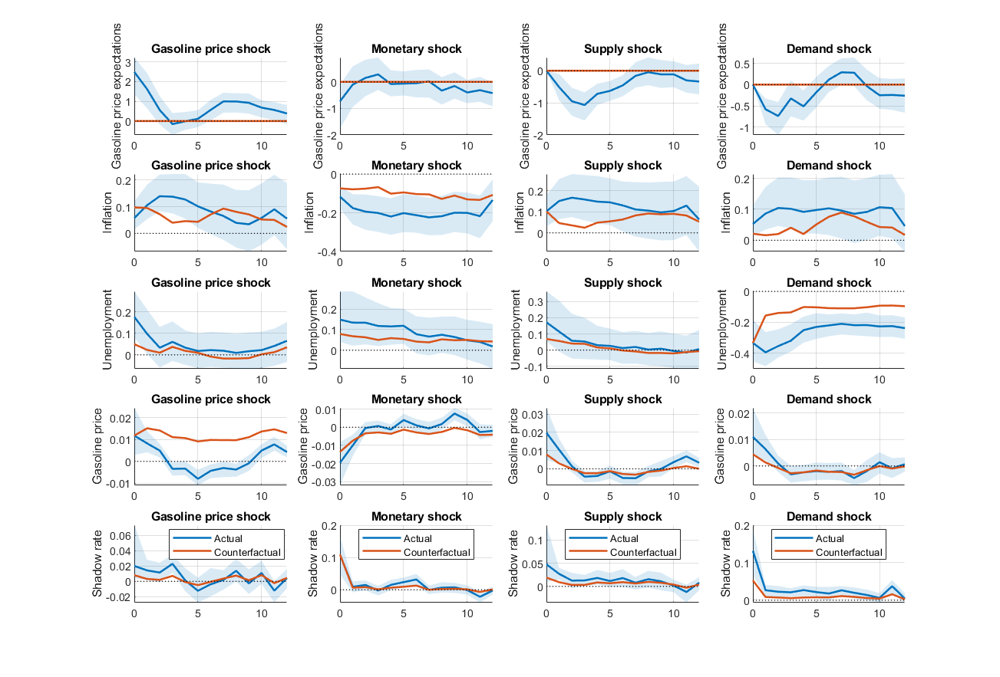 Gasoline price shock
Monetary shock
Supply shock
Demand shock
Gasoline price expectations
3
2
1
0
0 5 10
Gasoline price expectations
0
-1
-2
0 5 10
Gasoline price expectations
0
-1
-2
0 5 10
Gasoline price expectations
0.5
0
-0.5
-1
0 5 10
Gasoline price shock
Monetary shock
Supply shock
Demand shock
Inflation
0.2
0.1
0
0 5 10
Inflation
0
-0.2
-0.4
0 5 10
Inflation
0.2
0.1
0
0 5 10
Inflation
0.2
0.1
0
0 5 10
Gasoline price shock
Monetary shock
Supply shock
Demand shock
Unemployment
0.2
0
0 5 10
Unemployment
0.2
0.1
0
0 5 10
Unemployment
0.3
0.2
0.1
0
-0.1
0 5 10
Unemployment
0
-0.2
-0.4
0 5 10
Gasoline price shock
Monetary shock
Supply shock
Demand shock
Gasoline price
0.02
0.01
0
-0.01
0 5 10
Gasoline price
0.01
0
-0.01
-0.02
-0.03
0 5 10
Gasoline price
0.03
0.02
0.01
0
0 5 10
Gasoline price
0.02
0.01
0
0 5 10
Gasoline price shock
Monetary shock
Supply shock
Demand shock
Shadow rate
0.06
0.04
0.02
0
-0.02
0 5 10
Actual
Counterfactual
Shadow rate
0.2
0.1
0
0 5 10
Actual
Counterfactual
Shadow rate
0.1
0.05
0
0 5 10
Actual
Counterfactual
Shadow rate
0.2
0.1
0
0 5 10
Actual
Counterfactual